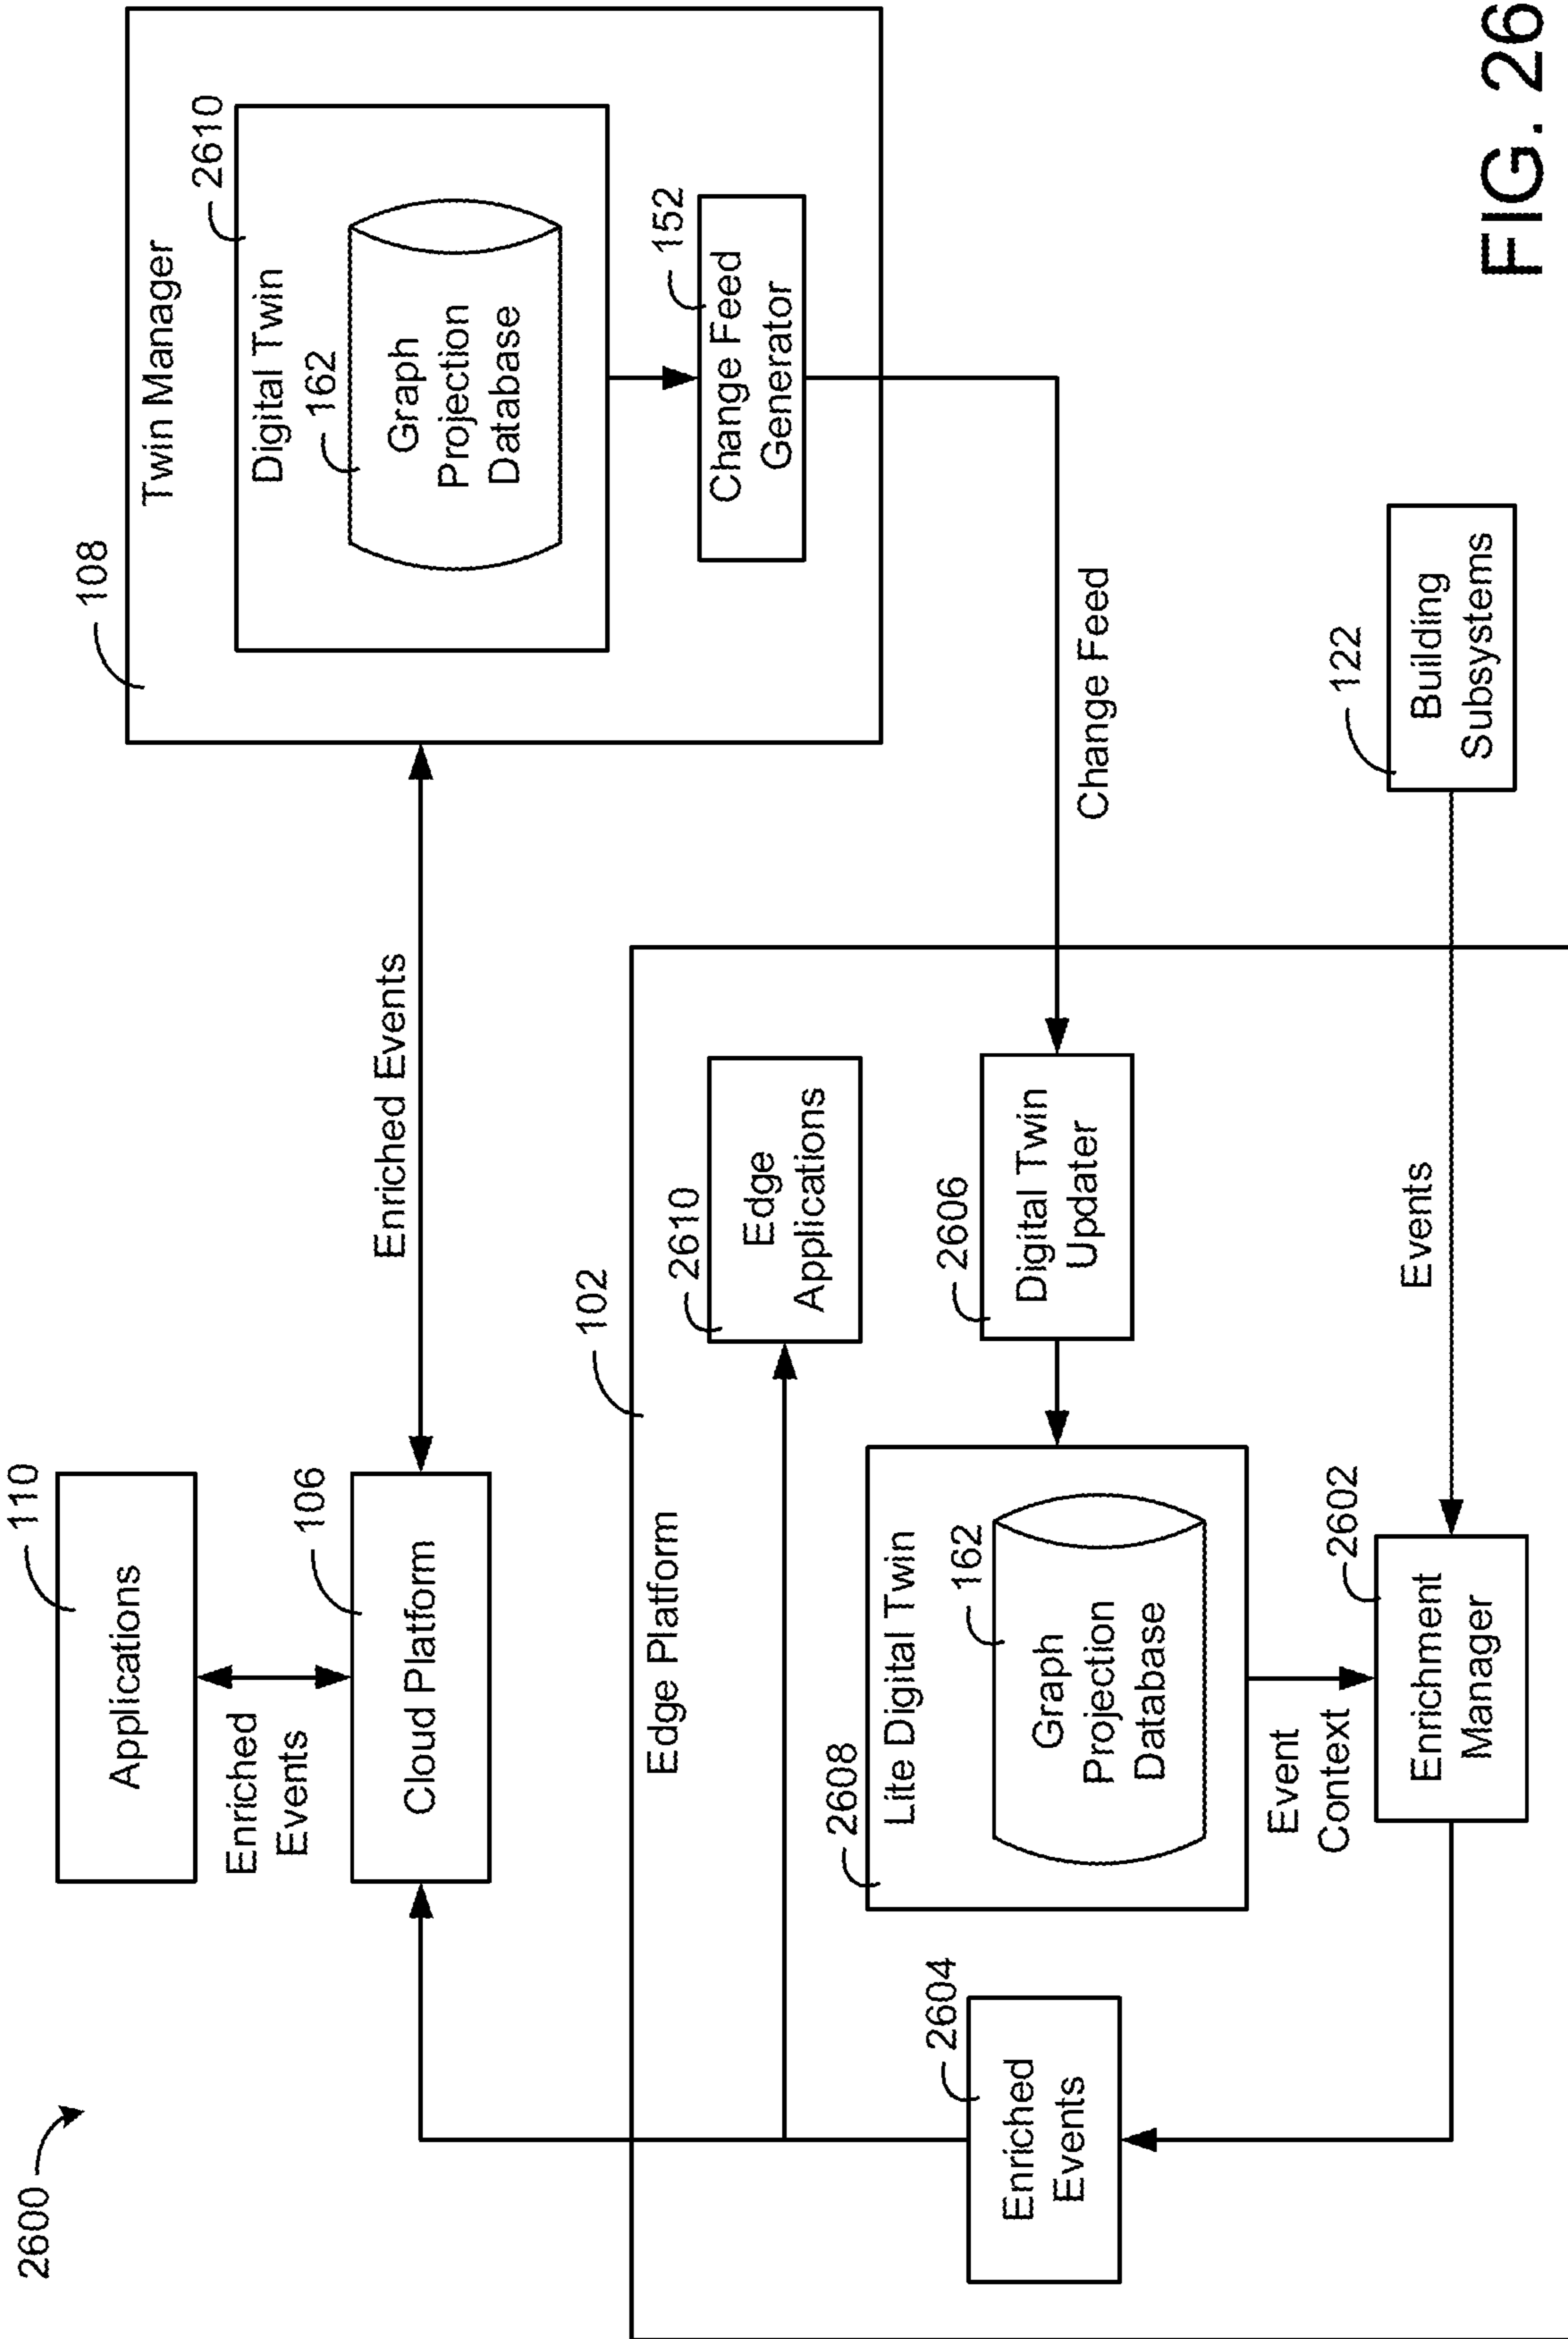 2600
110
Applications
Enriched
Events
106
Cloud Platform
Enriched Events
108
Twin Manager
2610
Digital Twin
162
Graph
Projection
Database
152
Change Feed
Generator
Change Feed
102
Edge Platform
2610
Edge
Applications
2606
Digital Twin
Updater
2608
Lite Digital Twin
162
Graph
Projection
Database
Event
Context
2604
Enriched
Events
2602
Enrichment
Manager
Events
122
Building
Subsystems
FIG. 26